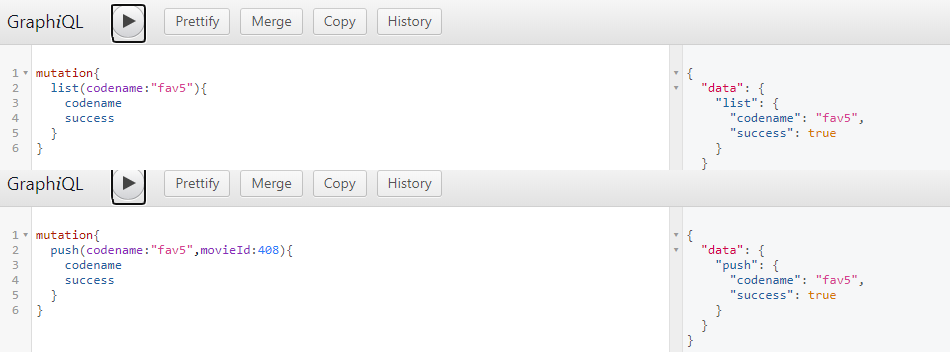 GraphiQL Prettify Merge Copy History
1 mutation{
2 list(codename:"fav5"){
3 codename
4 success
5 }
6 }
{
"data": {
"list": {
"codename": "fav5",
"success": true
}
}
GraphiQL Prettify Merge Copy History
1 mutation{
2 push(codename:"fav5",movieId:408){
3 codename
4 success
5 }
6 }
{
"data": {
"push": {
"codename": "fav5",
"success": true
}
}
}